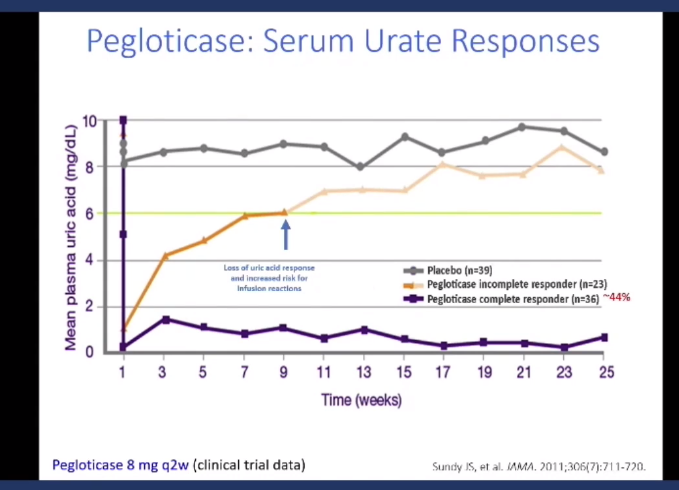 Pegloticase: Serum Urate Responses
Mean plasma uric acid (mg/dL)
10
8
6
4
2
0
Loss of uric acid response
and increased risk for
infusion reactions
Placebo (n=39)
Pegloticase incomplete responder (n=23)
Pegloticase complete responder (n=36) ~44%
1 3 5 7 9 11 13 15 17 19 21 23 25
Time (weeks)
Pegloticase 8 mg q2w (clinical trial data)
Sundy JS, et al. JAMA. 2011;306(7):711-720.